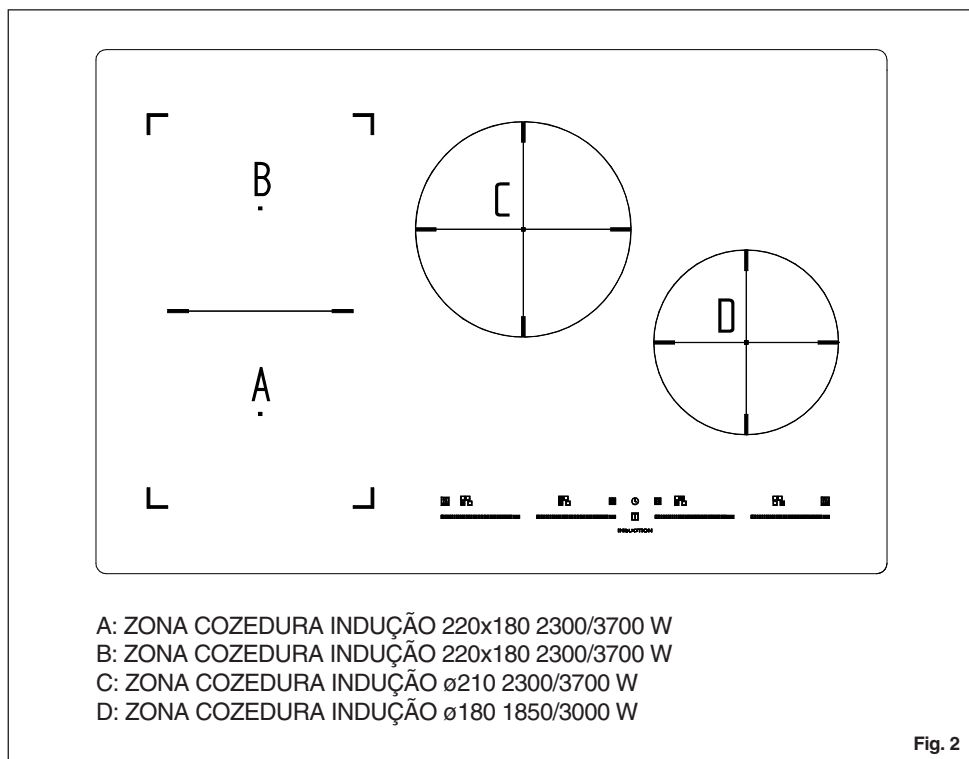 B
C
D
A
INDUCTION
A: ZONA COZEDURA INDUÇÃO 220x180 2300/3700 W
B: ZONA COZEDURA INDUÇÃO 220x180 2300/3700 W
C: ZONA COZEDURA INDUÇÃO ø210 2300/3700 W
D: ZONA COZEDURA INDUÇÃO ø180 1850/3000 W
Fig. 2